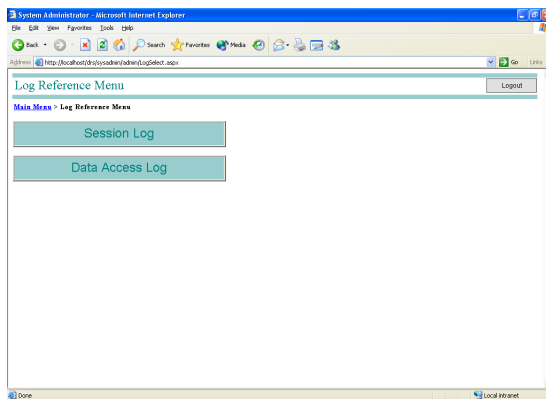 System Administrator - Microsoft Internet Explorer
File Edit View Favorites Tools Help
Back Search Favorites Media
Address http://localhost/drs/sysadmin/admin/LogSelect.aspx Go Links
Log Reference Menu Logout
Main Menu > Log Reference Menu
Session Log
Data Access Log
Done Local intranet